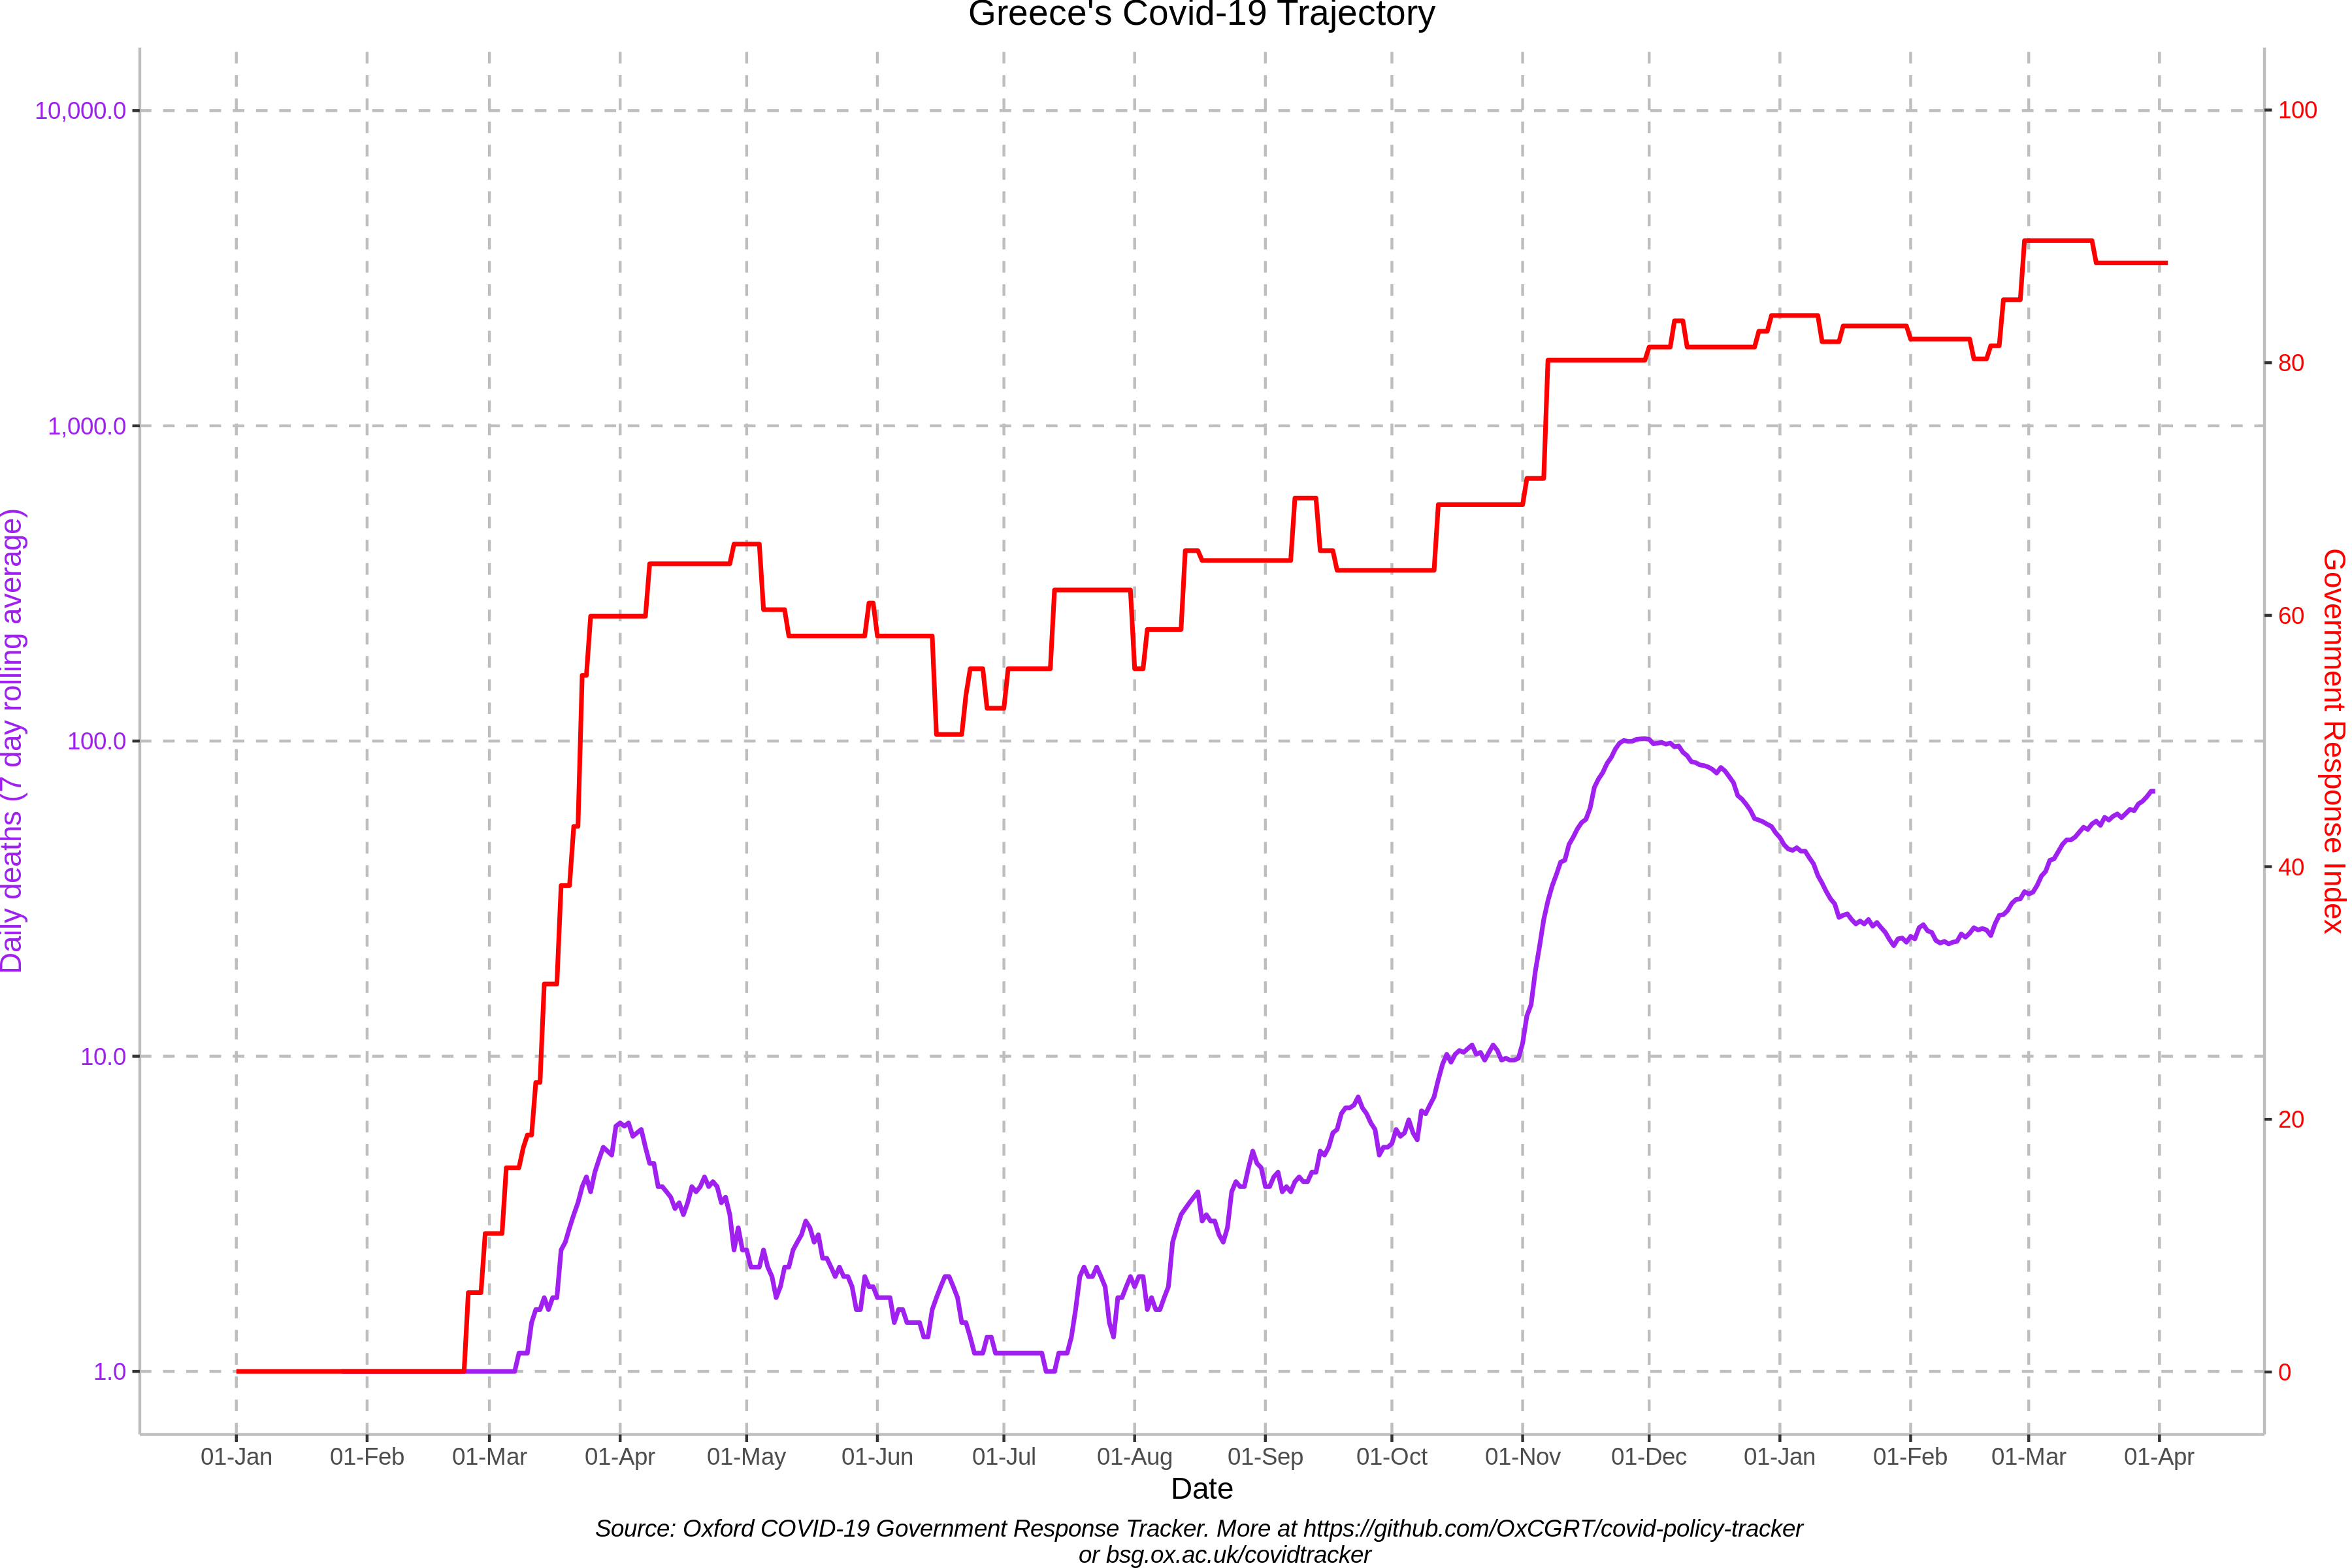 Greece's Covid-19 Trajectory
10,000.0
1,000.0
100.0
10.0
1.0
Daily deaths (7 day rolling average)
100
80
60
40
20
0
Government Response Index
01-Jan 01-Feb 01-Mar 01-Apr 01-May 01-Jun 01-Jul 01-Aug 01-Sep 01-Oct 01-Nov 01-Dec 01-Jan 01-Feb 01-Mar 01-Apr
Date
Source: Oxford COVID-19 Government Response Tracker. More at https://github.com/OxCGRT/covid-policy-tracker
or bsg.ox.ac.uk/covidtracker